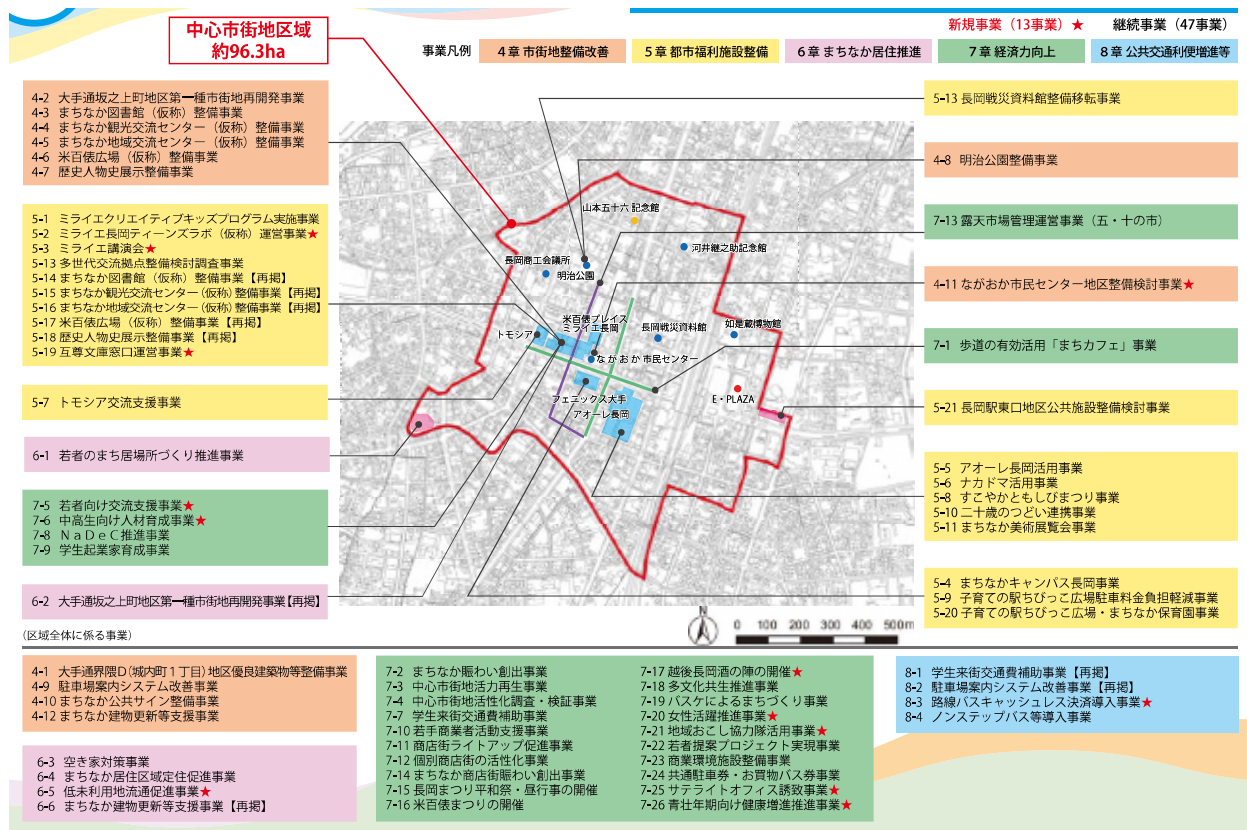 中心市街地区域
約96.3ha
新規事業（13事業）★ 継続事業（47事業）
事業凡例 4章 市街地整備改善 5章 都市福利施設整備 6章 まちなか居住推進 7章 経済力向上 8章 公共交通利便増進等
4-2 大手通坂之上町地区第一種市街地再開発事業
4-3 まちなか図書館（仮称）整備事業
4-4 まちなか観光交流センター（仮称）整備事業
4-5 まちなか地域交流センター（仮称）整備事業
4-6 米百俵広場（仮称）整備事業
4-7 歴史人物史展示整備事業
5-1 ミライエクリエイティブキッズプログラム実施事業
5-2 ミライエ長岡ティーンズラボ（仮称）運営事業★
5-3 ミライエ講演会★
5-13 多世代交流拠点整備検討調査事業
5-14 まちなか図書館（仮称）整備事業【再掲】
5-15 まちなか観光交流センター（仮称）整備事業【再掲】
5-16 まちなか地域交流センター（仮称）整備事業【再掲】
5-17 米百俵広場（仮称）整備事業【再掲】
5-18 歴史人物史展示整備事業【再掲】
5-19 互尊文庫窓口運営事業★
5-7 トモシア交流支援事業
6-1 若者のまち居場所づくり推進事業
7-5 若者向け交流支援事業★
7-6 中高生向け人材育成事業★
7-8 ＮａＤｅＣ推進事業
7-9 学生起業家育成事業
6-2 大手通坂之上町地区第一種市街地再開発事業【再掲】
山本五十六記念館
河井継之助記念館
長岡商工会議所
明治公園
米百俵プレイス
ミライエ長岡
長岡戦災資料館
如是蔵博物館
トモシア
ながおか市民センター
E・PLAZA
フェニックス大手
アオーレ長岡
N
0 100 200 300 400 500m
5-13 長岡戦災資料館整備移転事業
4-8 明治公園整備事業
7-13 露天市場管理運営事業（五・十の市）
4-11 ながおか市民センター地区整備検討事業★
7-1 歩道の有効活用「まちカフェ」事業
5-21 長岡駅東口地区公共施設整備検討事業
5-5 アオーレ長岡活用事業
5-6 ナカドマ活用事業
5-8 すこやかともしびまつり事業
5-10 二十歳のつどい連携事業
5-11 まちなか美術展覧会事業
5-4 まちなかキャンパス長岡事業
5-9 子育ての駅ちびっこ広場駐車料金負担軽減事業
5-20 子育ての駅ちびっこ広場・まちなか保育園事業
（区域全体に係る事業）
4-1 大手通界隈D（城内町1丁目）地区優良建築物等整備事業
4-9 駐車場案内システム改善事業
4-10 まちなか公共サイン整備事業
4-12 まちなか建物更新等支援事業
6-3 空き家対策事業
6-4 まちなか居住区域定住促進事業
6-5 低未利用地流通促進事業★
6-6 まちなか建物更新等支援事業【再掲】
7-2 まちなか賑わい創出事業
7-3 中心市街地活力再生事業
7-4 中心市街地活性化調査・検証事業
7-7 学生来街交通費補助事業
7-10 若手商業者活動支援事業
7-11 商店街ライトアップ促進事業
7-12 個別商店街の活性化事業
7-14 まちなか商店街賑わい創出事業
7-15 長岡まつり平和祭・昼行事の開催
7-16 米百俵まつりの開催
7-17 越後長岡酒の陣の開催★
7-18 多文化共生推進事業
7-19 バスケによるまちづくり事業
7-20 女性活躍推進事業★
7-21 地域おこし協力隊活用事業★
7-22 若者提案プロジェクト実現事業
7-23 商業環境施設整備事業
7-24 共通駐車券・お買物バス券事業
7-25 サテライトオフィス誘致事業★
7-26 青壮年期向け健康増進推進事業★
8-1 学生来街交通費補助事業【再掲】
8-2 駐車場案内システム改善事業【再掲】
8-3 路線バスキャッシュレス決済導入事業★
8-4 ノンステップバス等導入事業